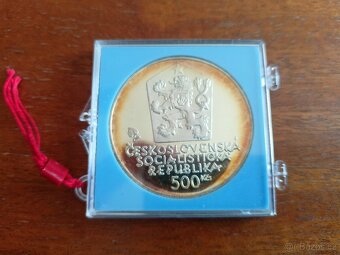 ČESKOSLOVENSKÁ
SOCIALISTICKÁ
REPUBLIKA
500 Kčs